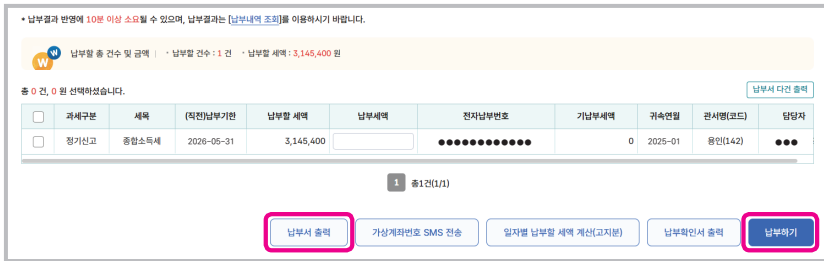 * 납부결과 반영에 10분 이상 소요될 수 있으며, 납부결과는 [납부내역 조회]를 이용하시기 바랍니다.
납부할 총 건수 및 금액 | · 납부할 건수 : 1 건 · 납부할 세액 : 3,145,400 원
총 0 건, 0 원 선택하셨습니다. 납부서 다건 출력
과세구분 세목 (직전)납부기한 납부할 세액 납부세액 전자납부번호 기납부세액 귀속연월 관서명(코드) 담당자
정기신고 종합소득세 2026-05-31 3,145,400 ●●●●●●●●●●●● 0 2025-01 용인(142) ●●●
1 총1건(1/1)
납부서 출력 가상계좌번호 SMS 전송 일자별 납부할 세액 계산(고지분) 납부확인서 출력 납부하기